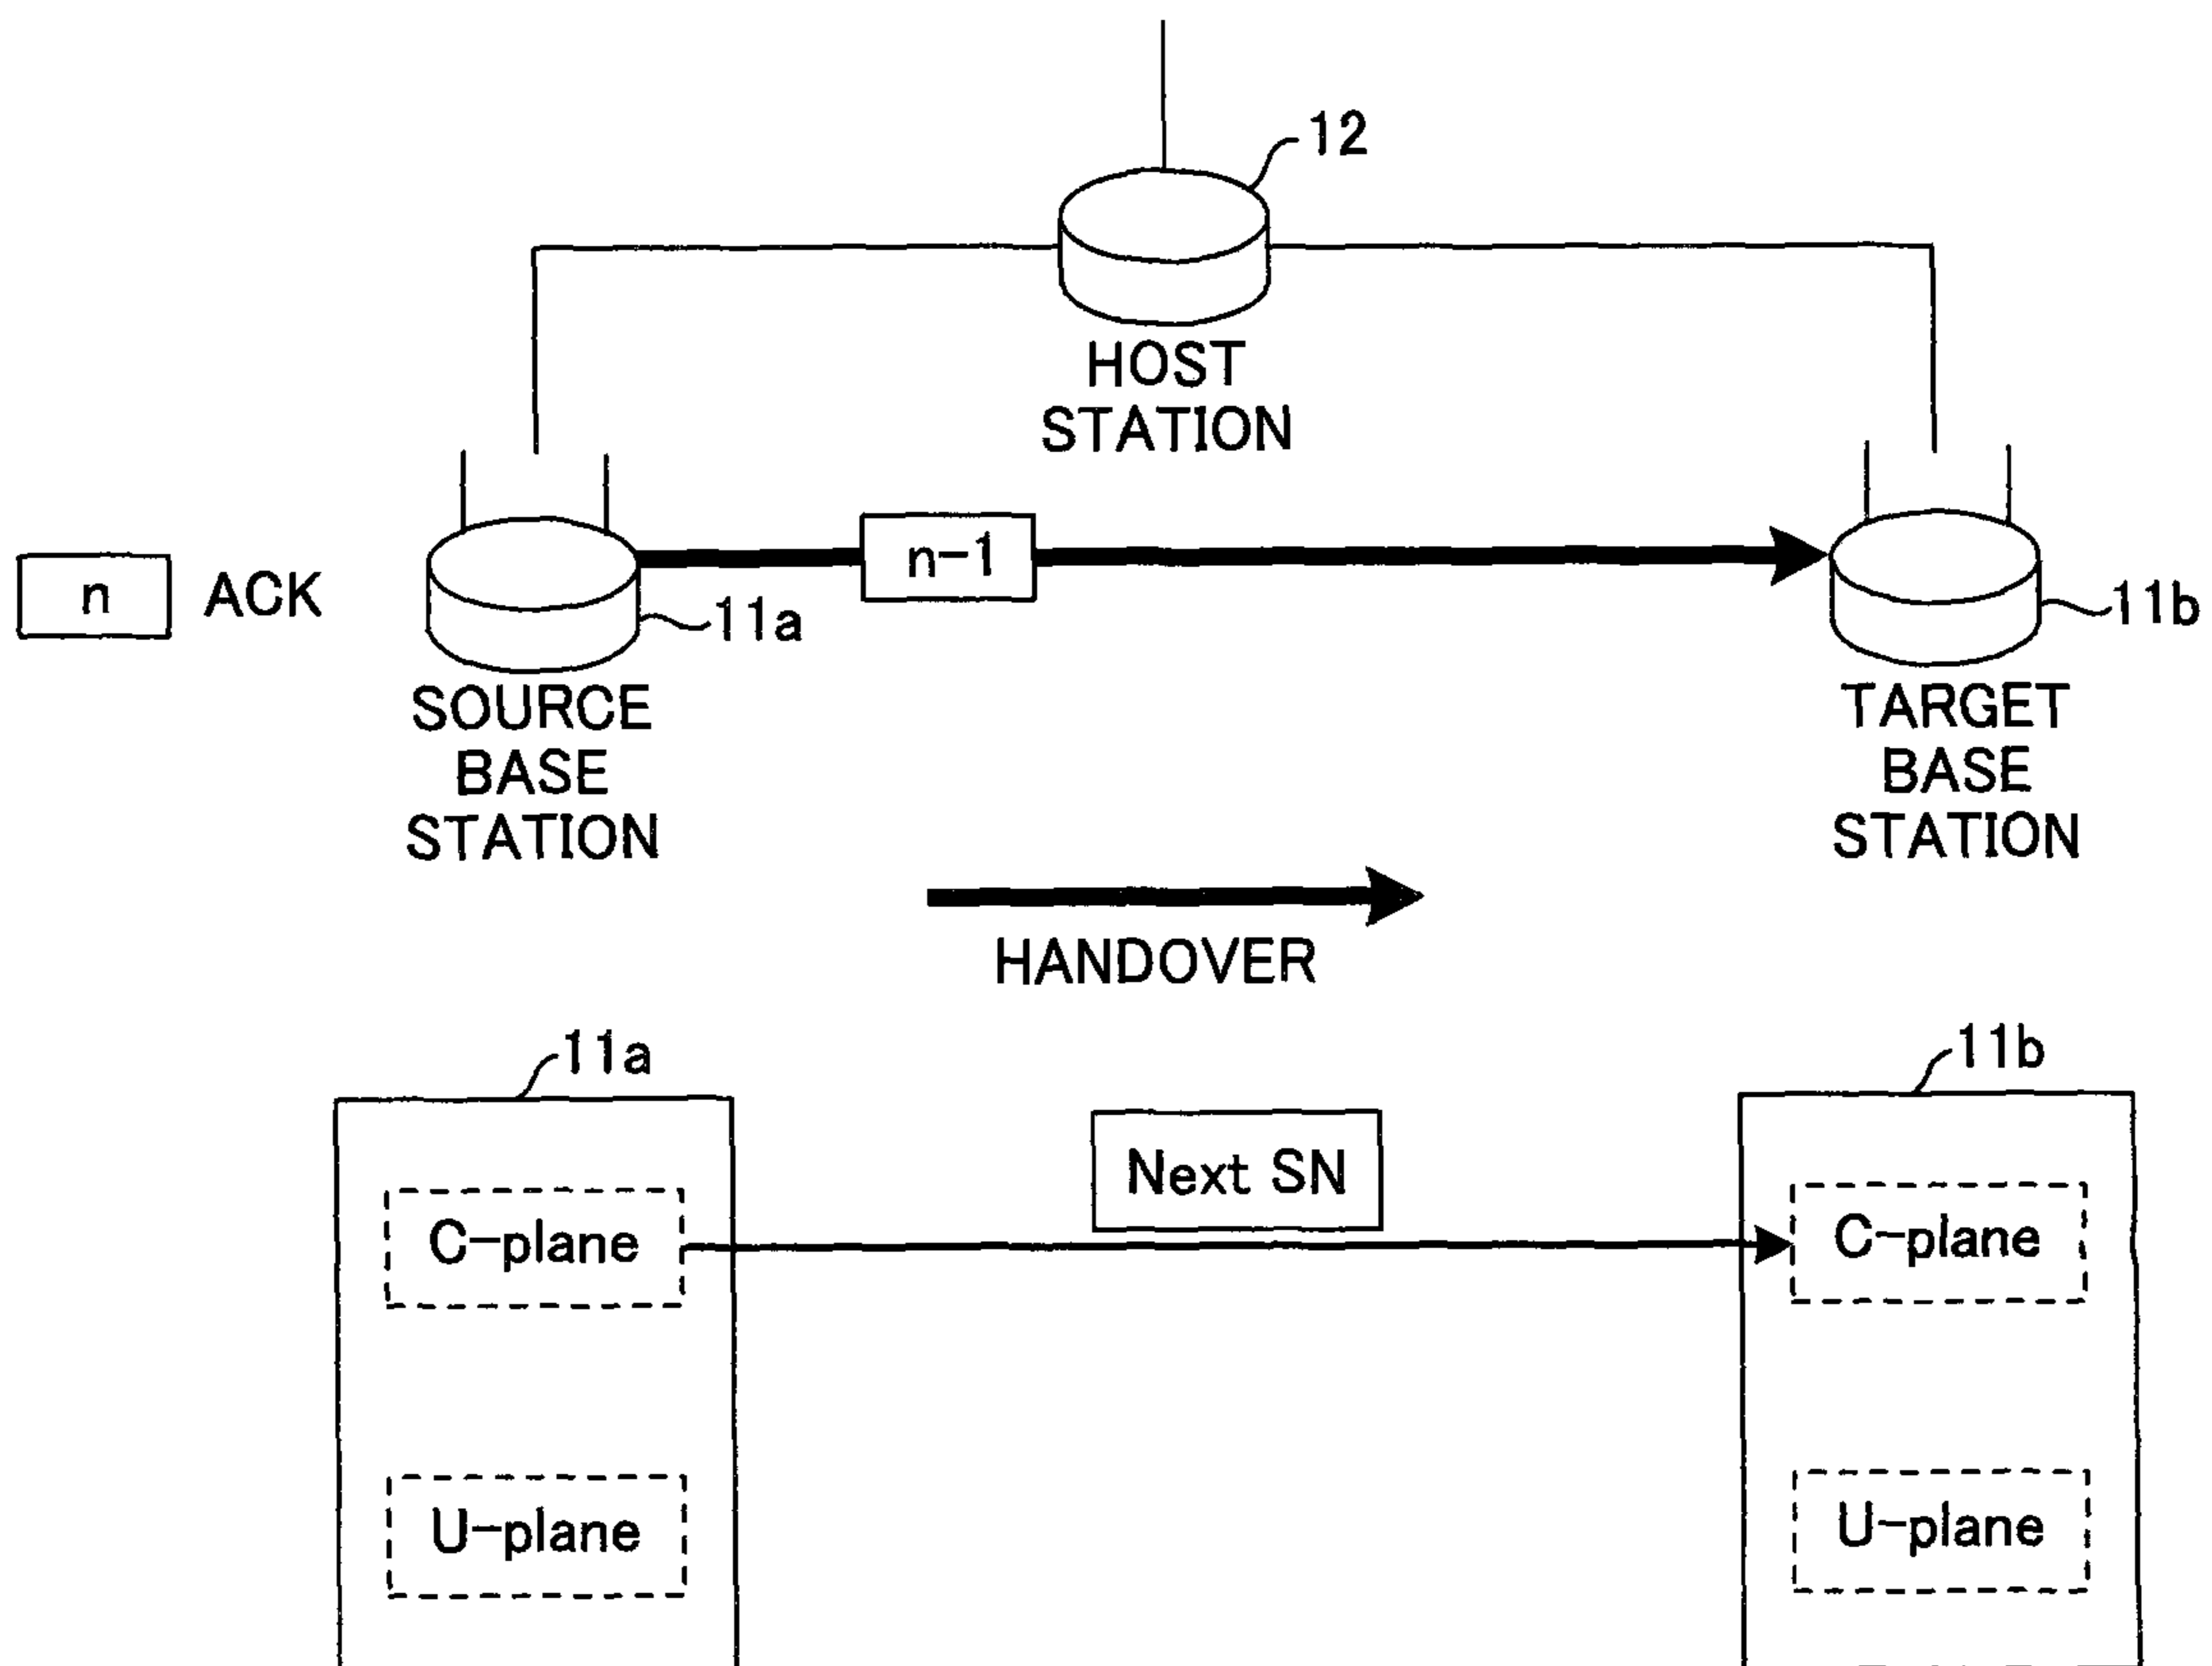 12
HOST
STATION
n-1
n ACK
11a
11b
SOURCE
BASE
STATION
TARGET
BASE
STATION
HANDOVER
11a
11b
Next SN
C-plane
C-plane
U-plane
U-plane